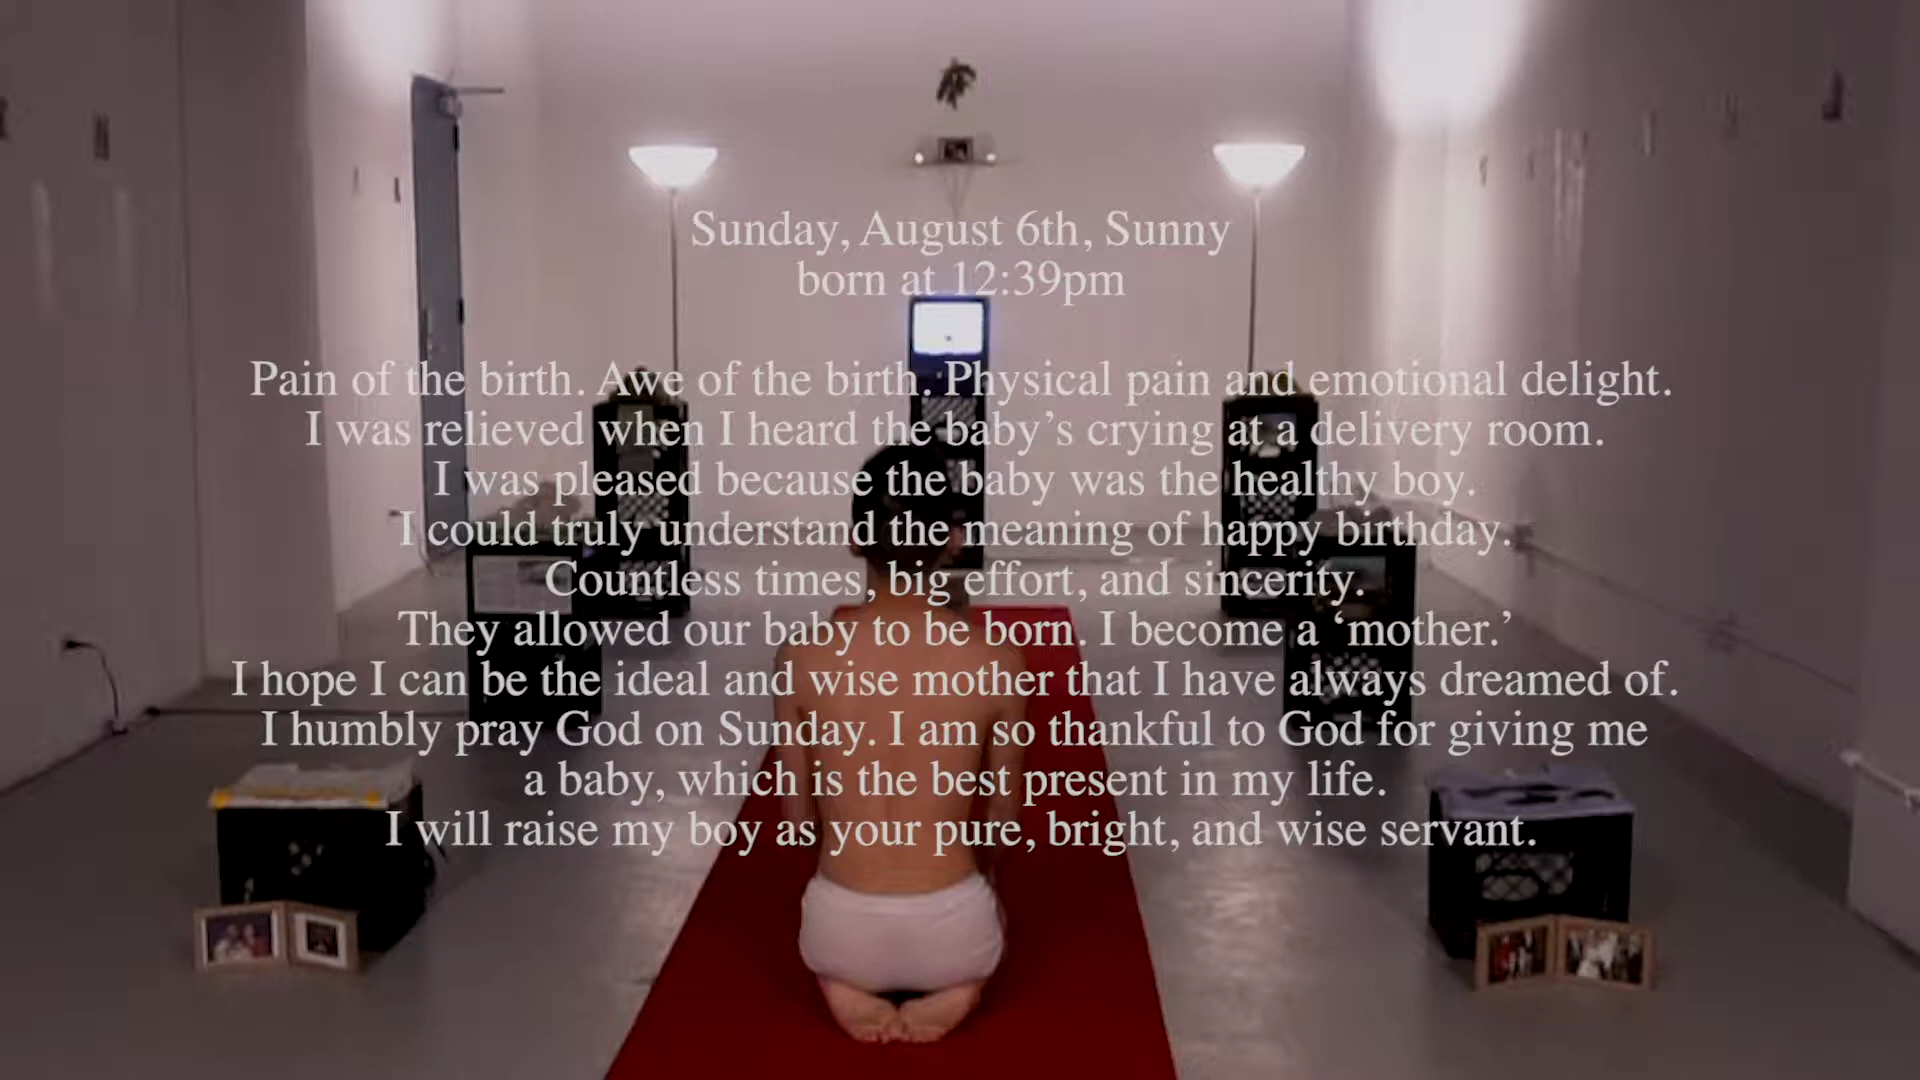 Sunday, August 6th, Sunny
born at 12:39pm
Pain of the birth. Awe of the birth. Physical pain and emotional delight.
I was relieved when I heard the baby’s crying at a delivery room.
I was pleased because the baby was the healthy boy.
I could truly understand the meaning of happy birthday.
Countless times, big effort, and sincerity.
They allowed our baby to be born. I become a ‘mother.’
I hope I can be the ideal and wise mother that I have always dreamed of.
I humbly pray God on Sunday. I am so thankful to God for giving me
a baby, which is the best present in my life.
I will raise my boy as your pure, bright, and wise servant.